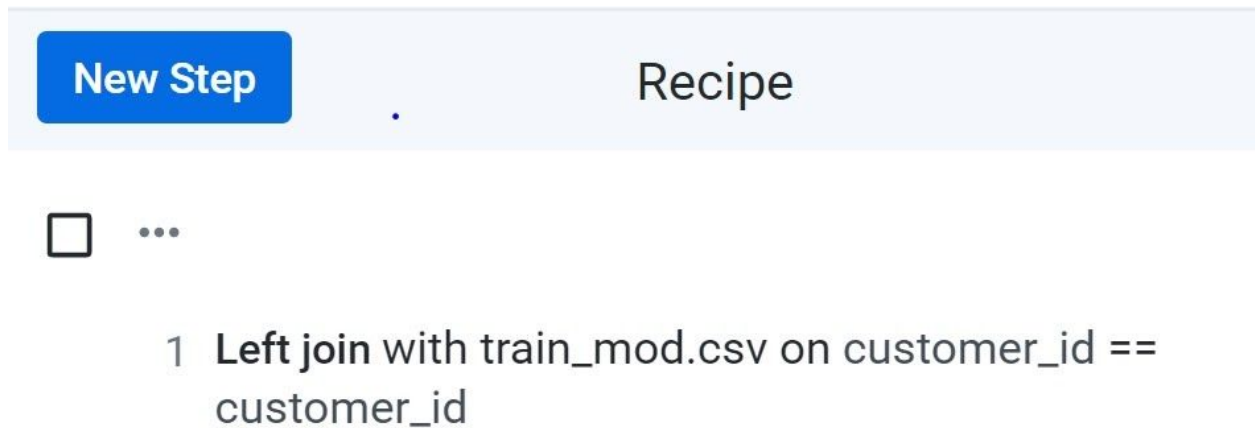 New Step
Recipe
1 Left join with train_mod.csv on customer_id ==
customer_id